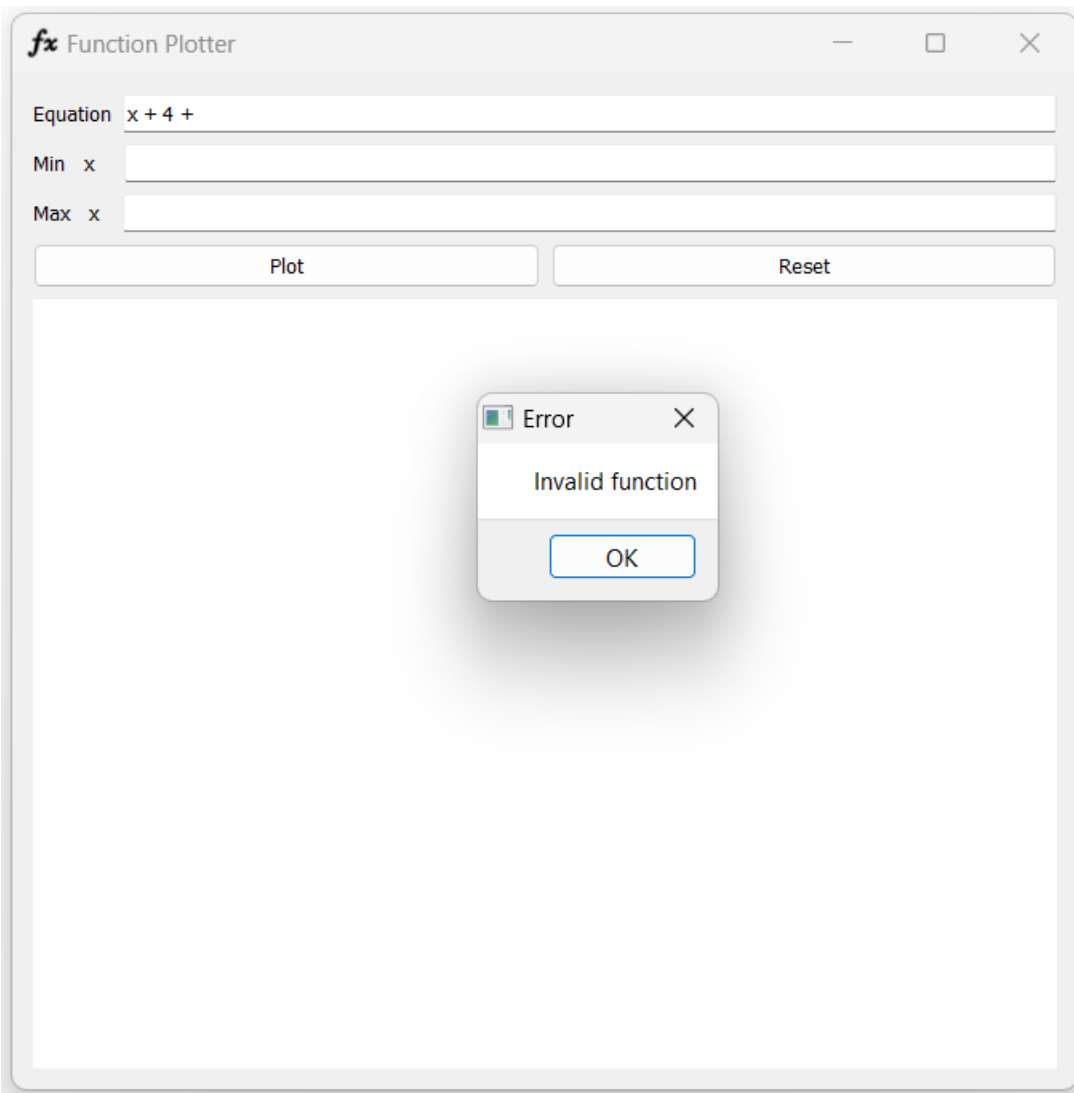 fx Function Plotter
Equation x + 4 +
Min x
Max x
Plot Reset
Error
Invalid function
OK